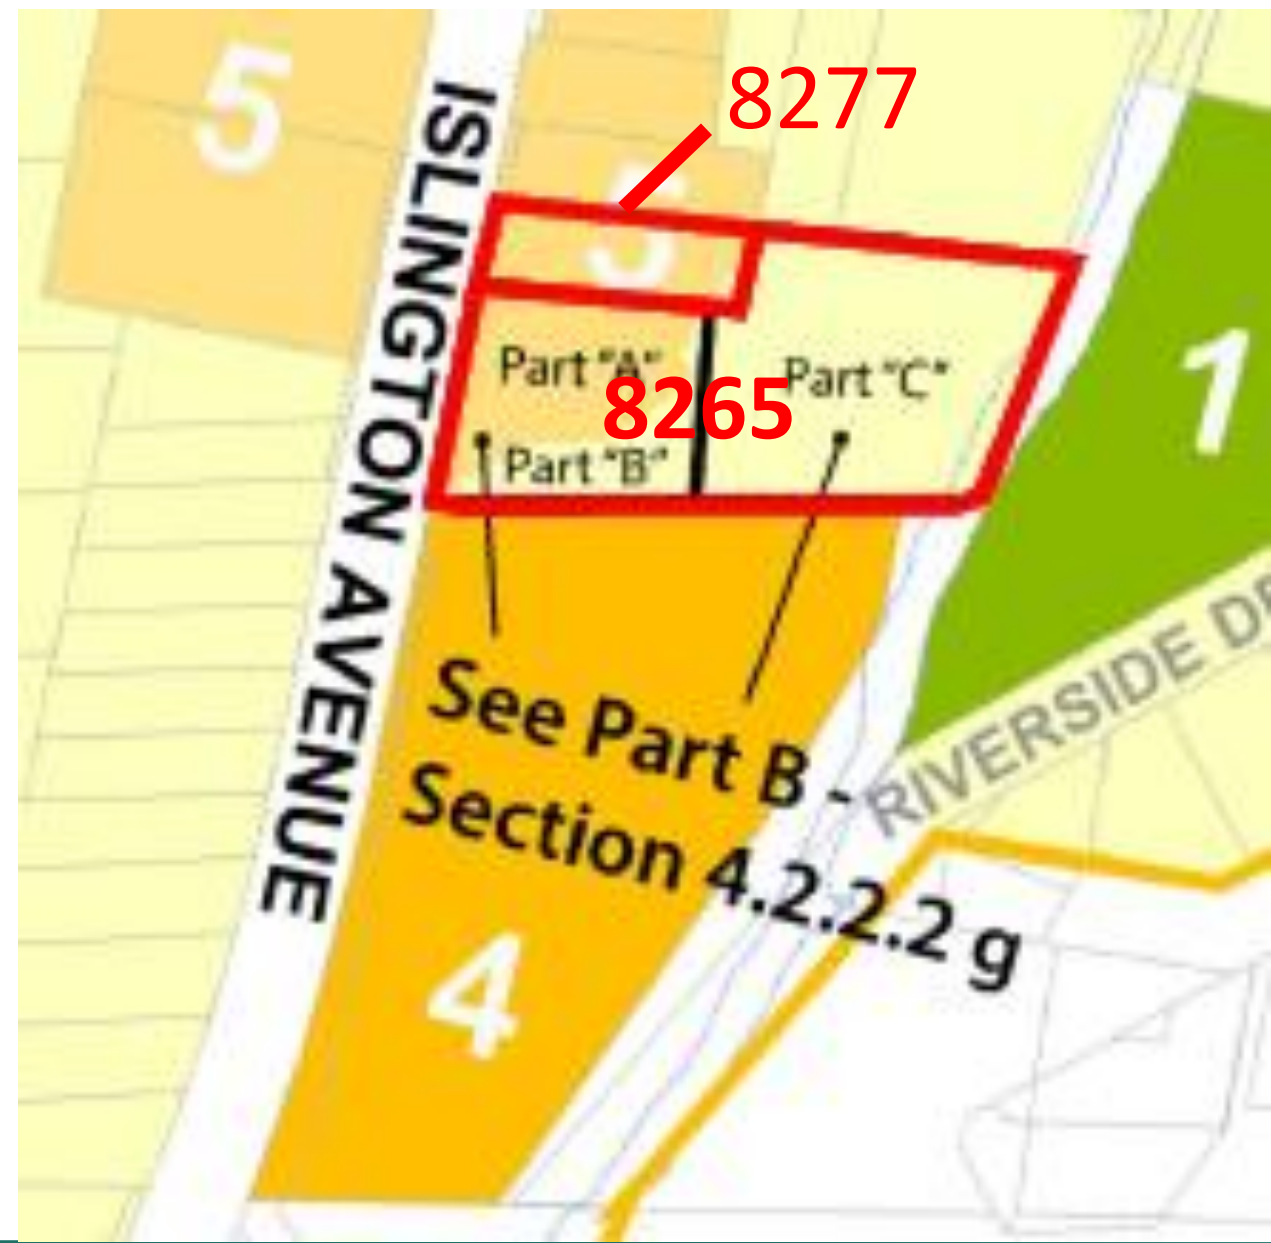 5
ISLINGTON AVENUE
8277
5
Part "A"
8265
Part "C"
Part "B"
1
RIVERSIDE DR
See Part B -
Section 4.2.2.2 g
4